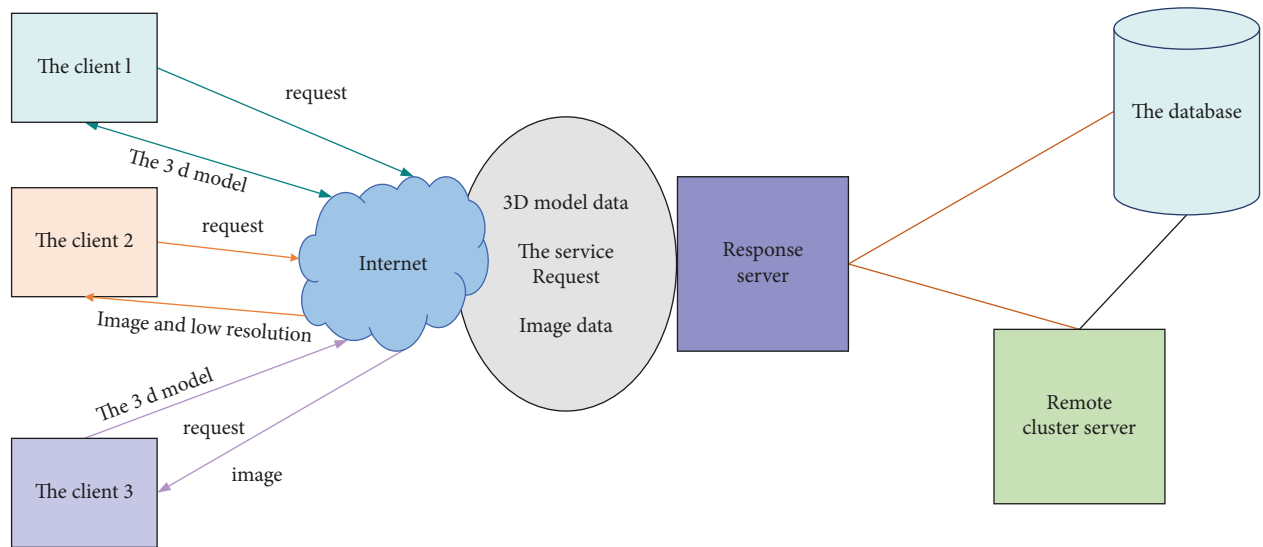 The client l
request
The 3 d model
The client 2
request
Image and low resolution
The 3 d model
request
image
The client 3
Internet
3D model data
The service
Request
Image data
Response
server
The database
Remote
cluster server